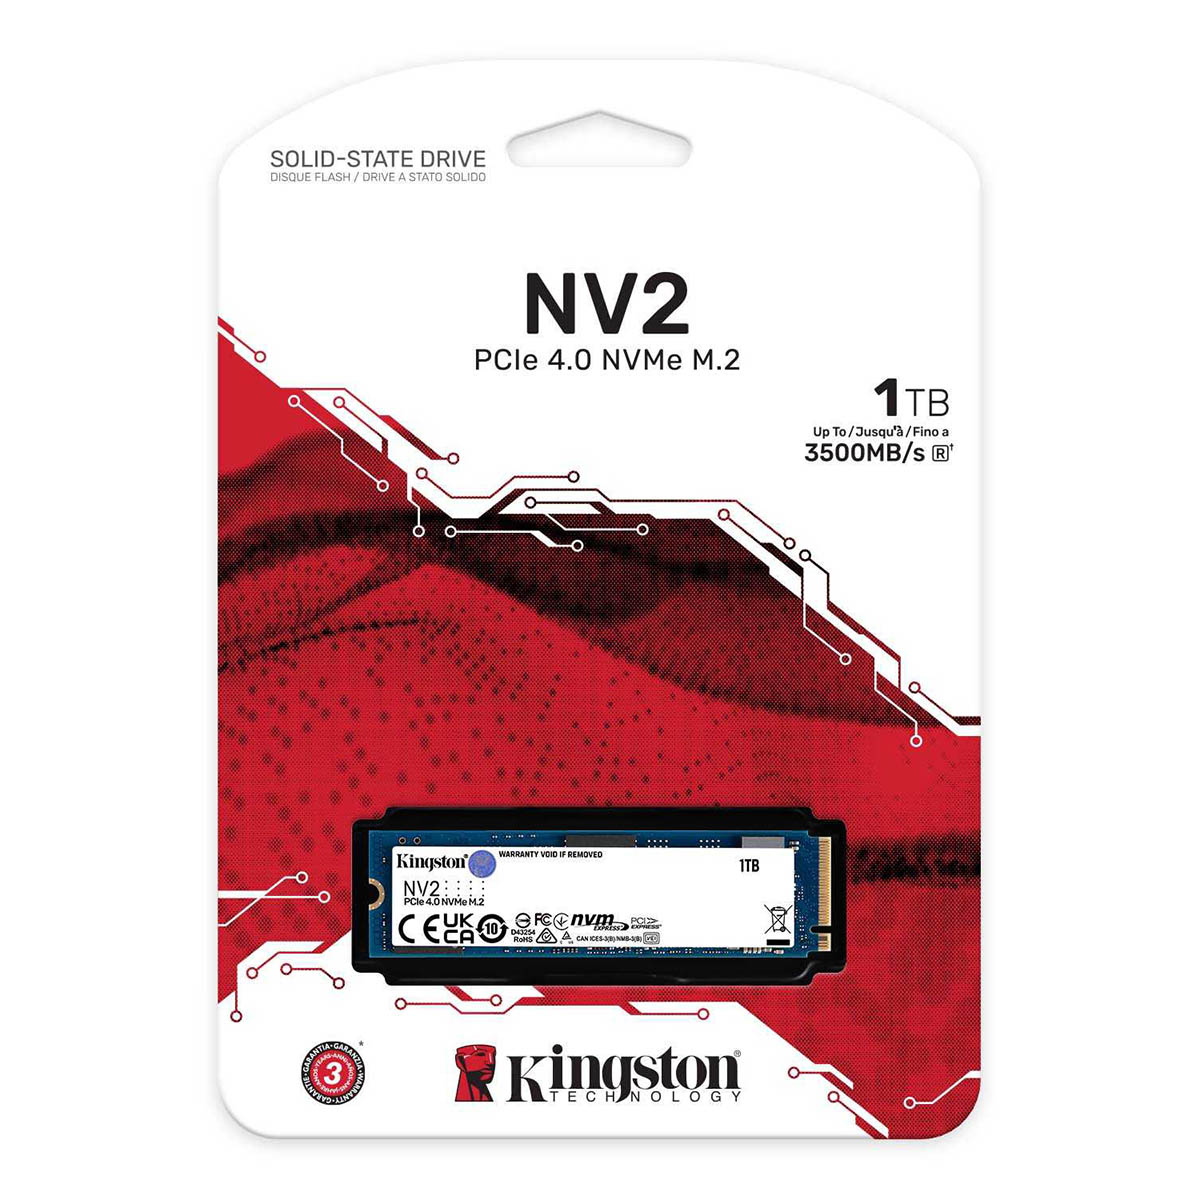 SOLID-STATE DRIVE
DISQUE FLASH / DRIVE A STATO SOLIDO
NV2
PCIe 4.0 NVMe M.2
1TB
Up To/Jusqu'à/Fino a
3500MB/s R†
Kingston
WARRANTY VOID IF REMOVED
1TB
NV2
PCIe 4.0 NVMe M.2
CE UK CA 10 FC nvm EXPRESS PCI EXPRESS®
D43254
RoHS
CAN ICES-3(B)/NMB-3(B)
3
*
Kingston®
TECHNOLOGY